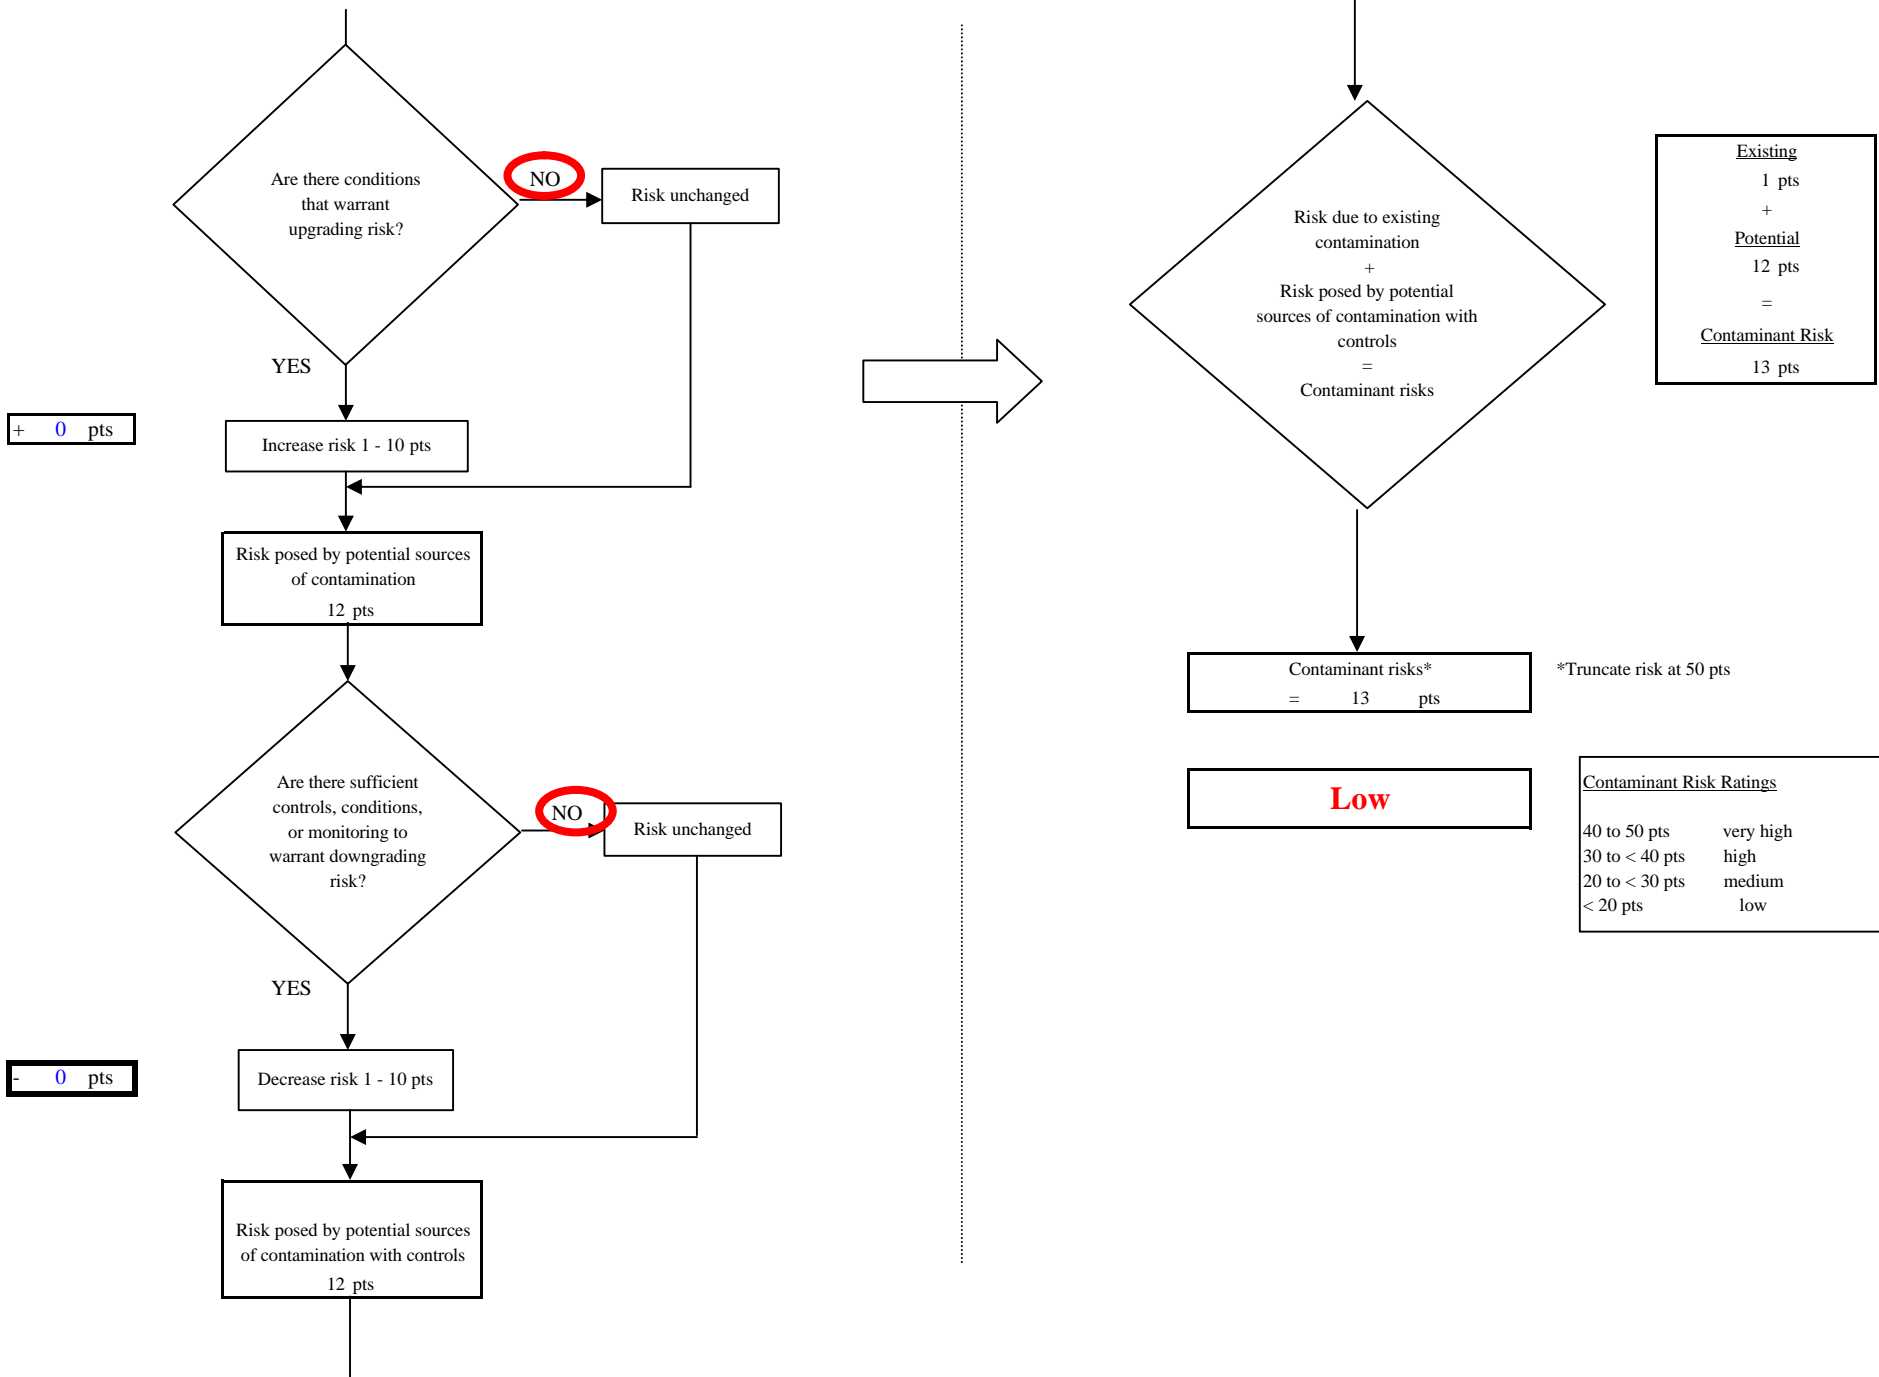 Are there conditions
that warrant
upgrading risk?
NO
Risk unchanged
YES
+ 0 pts
Increase risk 1 - 10 pts
Risk posed by potential sources
of contamination
12 pts
Are there sufficient
controls, conditions,
or monitoring to
warrant downgrading
risk?
NO
Risk unchanged
YES
- 0 pts
Decrease risk 1 - 10 pts
Risk posed by potential sources
of contamination with controls
12 pts
Risk due to existing
contamination
+
Risk posed by potential
sources of contamination with
controls
=
Contaminant risks
Existing
1 pts
+
Potential
12 pts
=
Contaminant Risk
13 pts
Contaminant risks*
= 13 pts
*Truncate risk at 50 pts
Low
Contaminant Risk Ratings
40 to 50 pts very high
30 to < 40 pts high
20 to < 30 pts medium
< 20 pts low